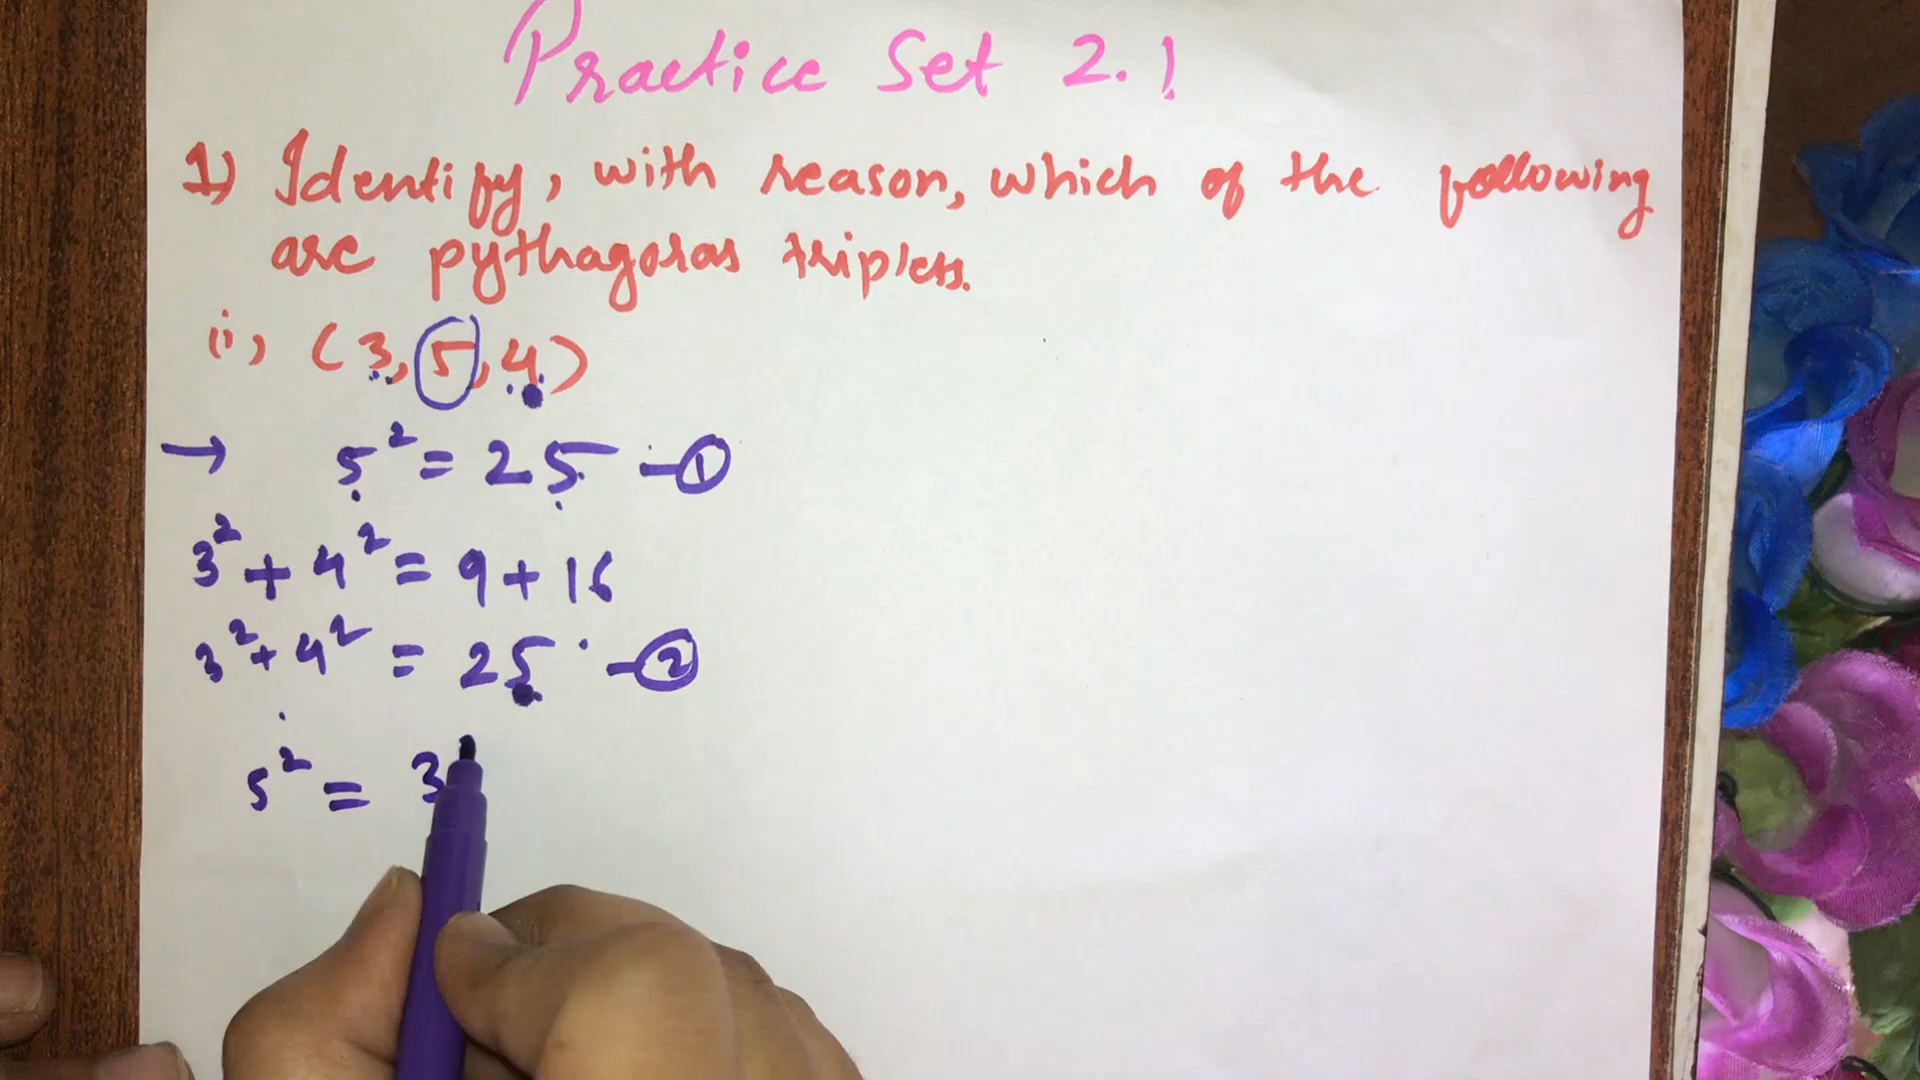 Practice Set 2.1
1) Identify, with reason, which of the following
are pythagoras triplets.
(i) (3, 5, 4)
→ 5² = 25 —①
3² + 4² = 9 + 16
3² + 4² = 25 —②
5² = 3